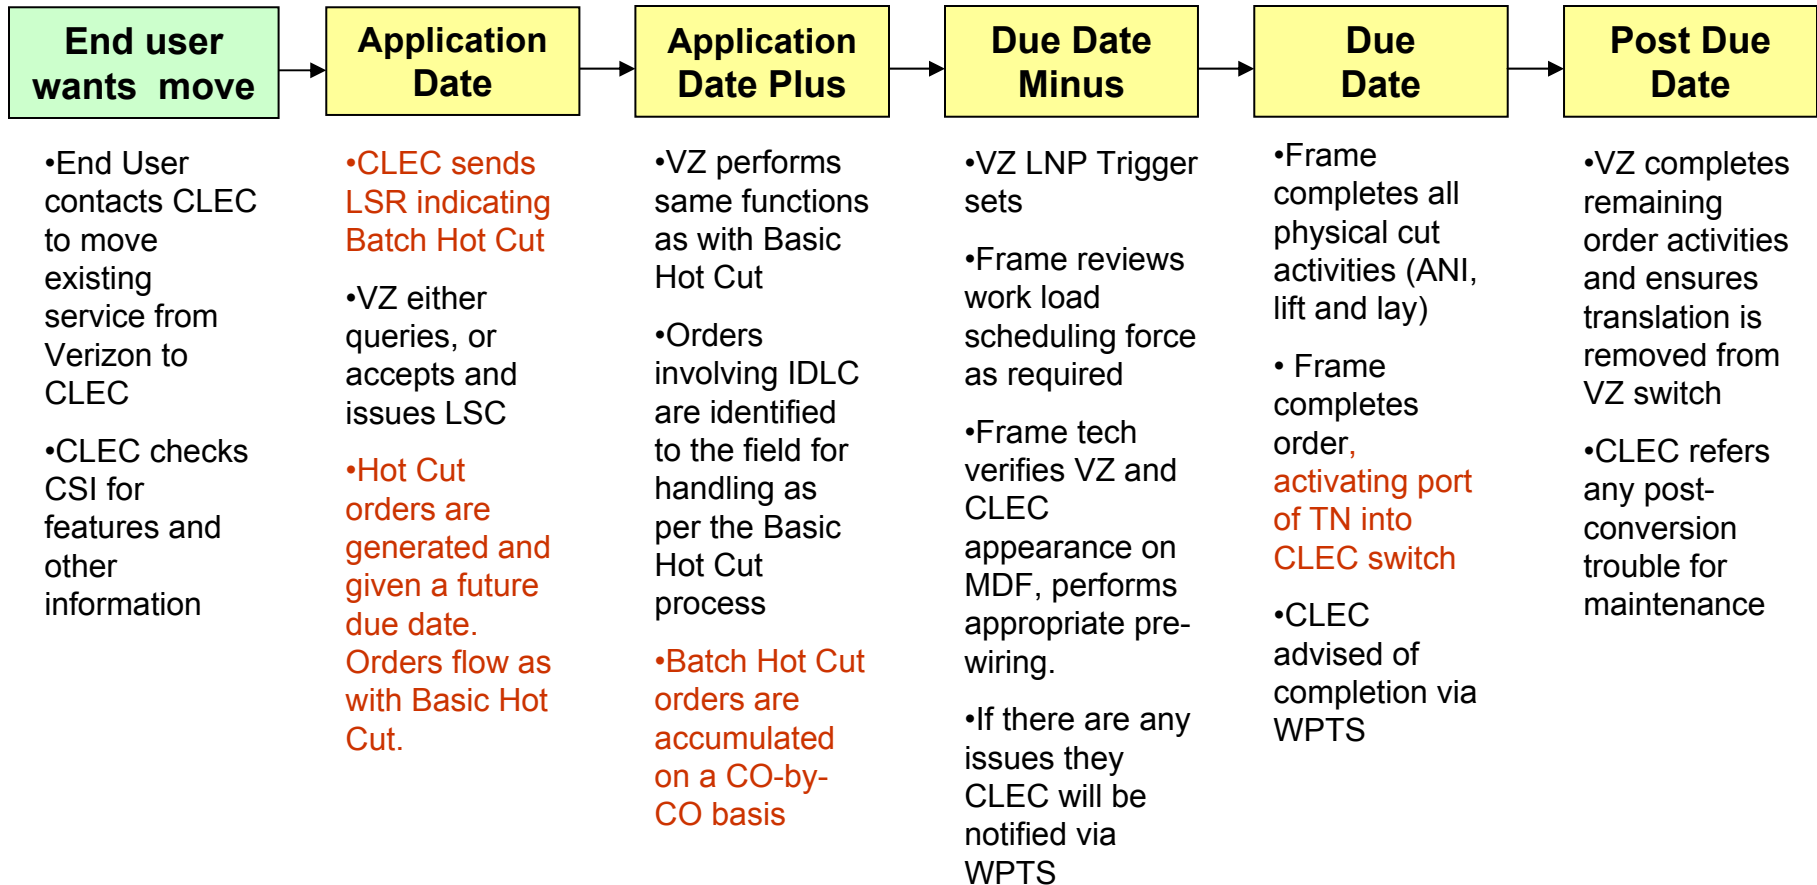 End user
wants  move
Application
Date
Application
Date Plus
Due Date
Minus
Due
Date
Post Due
Date
•End User
contacts CLEC
to move
existing
service from
Verizon to
CLEC
•CLEC checks
CSI for
features and
other
information
•CLEC sends
LSR indicating
Batch Hot Cut
•VZ either
queries, or
accepts and
issues LSC
•Hot Cut
orders are
generated and
given a future
due date.
Orders flow as
with Basic Hot
Cut.
•VZ performs
same functions
as with Basic
Hot Cut
•Orders
involving IDLC
are identified
to the field for
handling as
per the Basic
Hot Cut
process
•Batch Hot Cut
orders are
accumulated
on a CO-by-
CO basis
•VZ LNP Trigger
sets
•Frame reviews
work load
scheduling force
as required
•Frame tech
verifies VZ and
CLEC
appearance on
MDF, performs
appropriate pre-
wiring.
•If there are any
issues they
CLEC will be
notified via
WPTS
•Frame
completes all
physical cut
activities (ANI,
lift and lay)
• Frame
completes
order,
activating port
of TN into
CLEC switch
•CLEC
advised of
completion via
WPTS
•VZ completes
remaining
order activities
and ensures
translation is
removed from
VZ switch
•CLEC refers
any post-
conversion
trouble for
maintenance